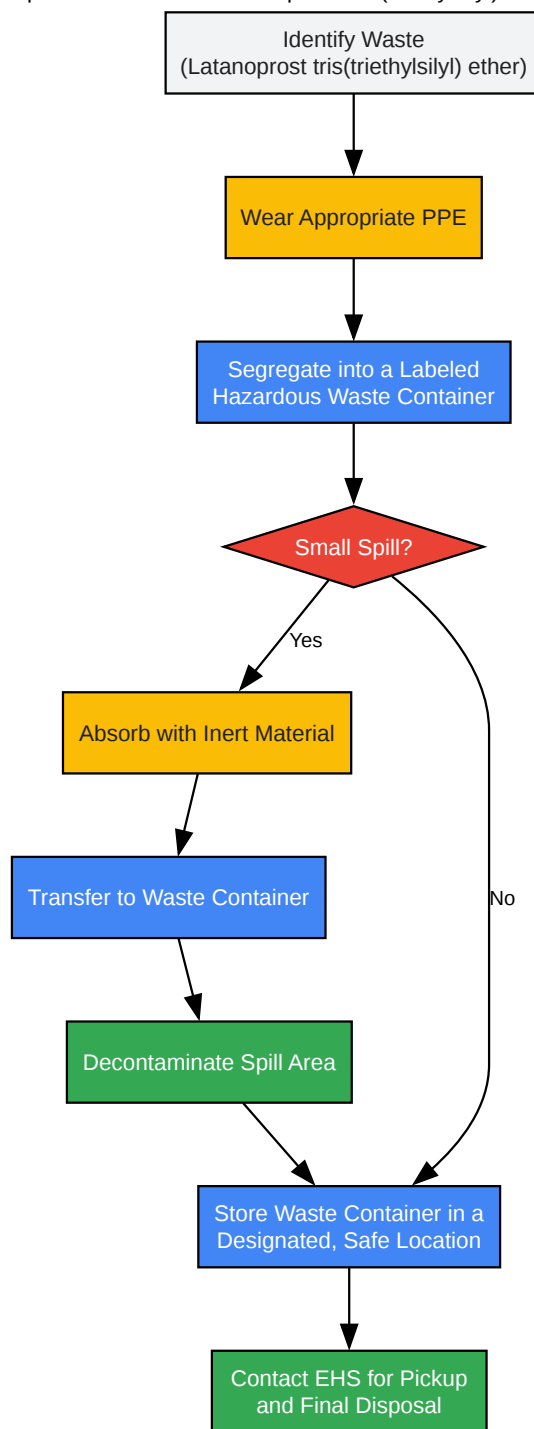 Identify Waste
(Latanoprost tris(triethylsilyl) ether)
Wear Appropriate PPE
Segregate into a Labeled
Hazardous Waste Container
Small Spill?
Yes
Absorb with Inert Material
Transfer to Waste Container
No
Decontaminate Spill Area
Store Waste Container in a
Designated, Safe Location
Contact EHS for Pickup
and Final Disposal